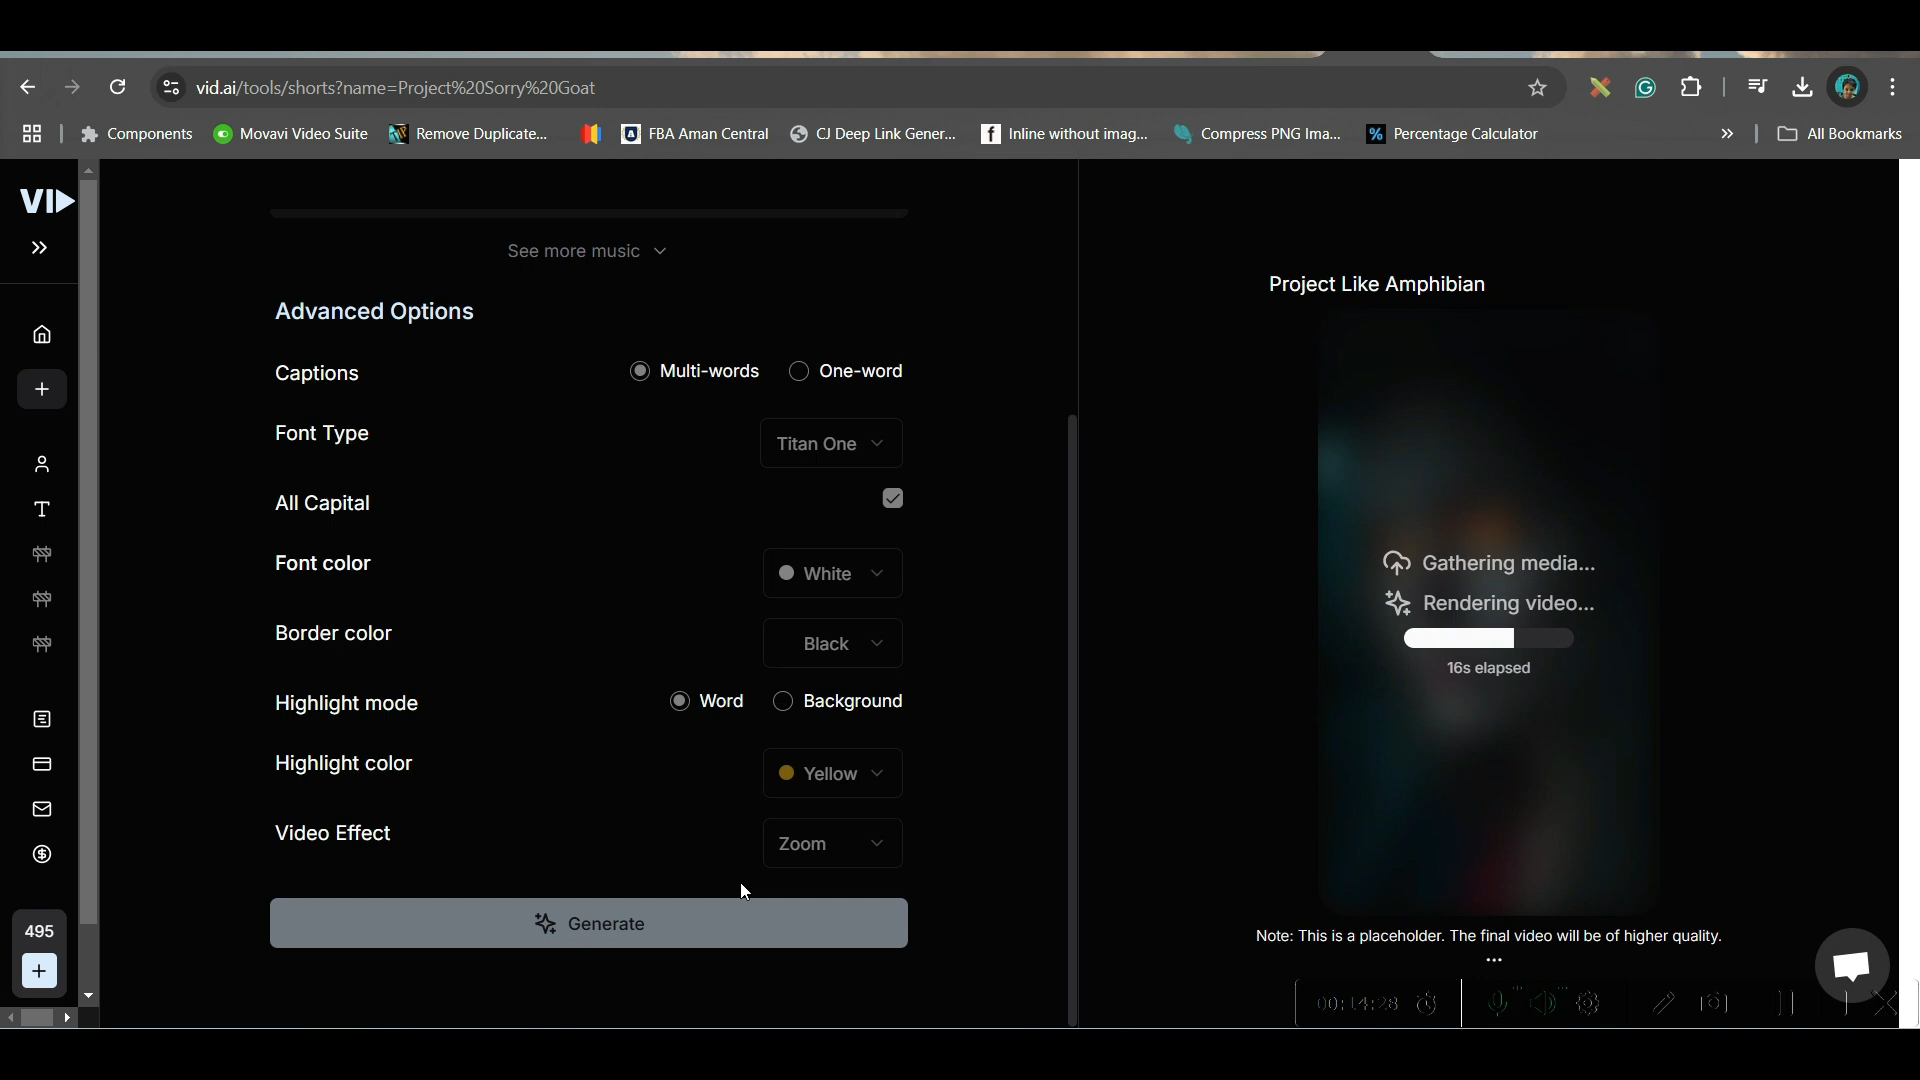 vid.ai/tools/shorts?name=Project%20Sorry%20Goat
Components
Movavi Video Suite
Remove Duplicate...
FBA Aman Central
CJ Deep Link Gener...
Inline without imag...
Compress PNG Ima...
Percentage Calculator
All Bookmarks
VID
See more music
Advanced Options
Captions
Multi-words
One-word
Font Type
Titan One
All Capital
Font color
White
Border color
Black
Highlight mode
Word
Background
Highlight color
Yellow
Video Effect
Zoom
Generate
495
Project Like Amphibian
Gathering media...
Rendering video...
16s elapsed
Note: This is a placeholder. The final video will be of higher quality.
00:14:28